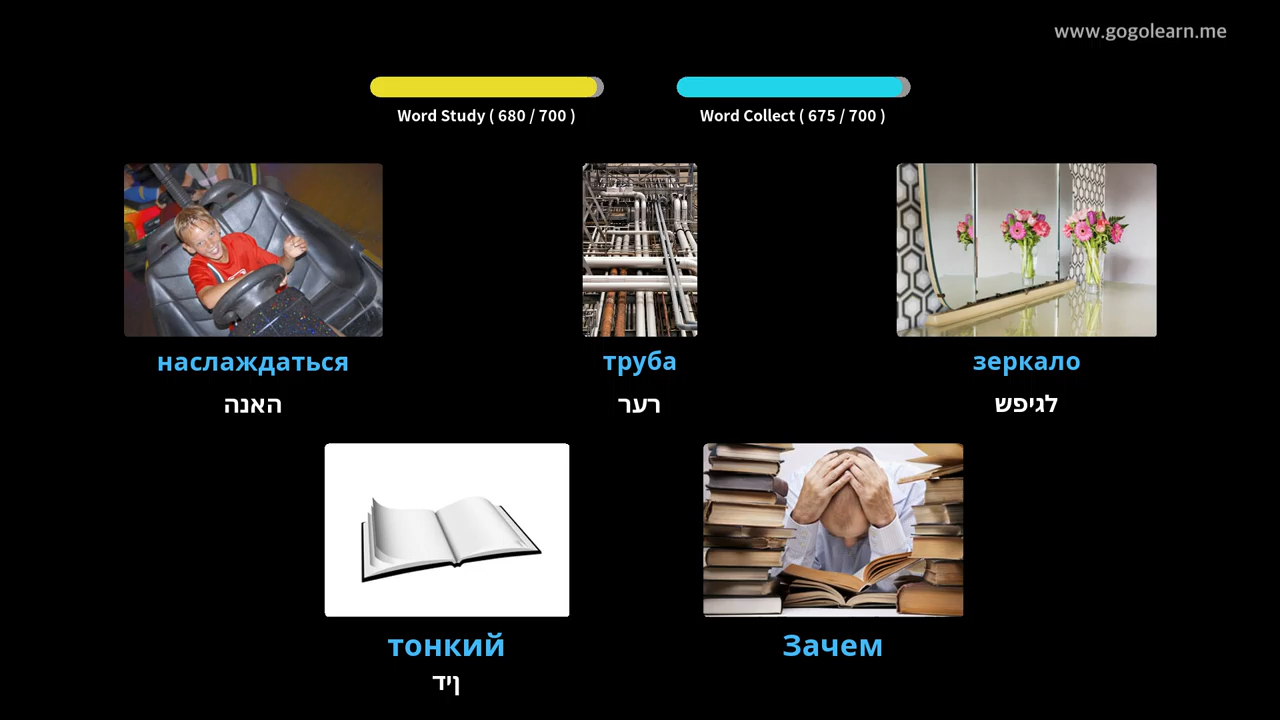 www.gogolearn.me
Word Study ( 680 / 700 )
Word Collect ( 675 / 700 )
наслаждаться
האנה
труба
רער
зеркало
לגיפש
тонкий
ןיד
Зачем